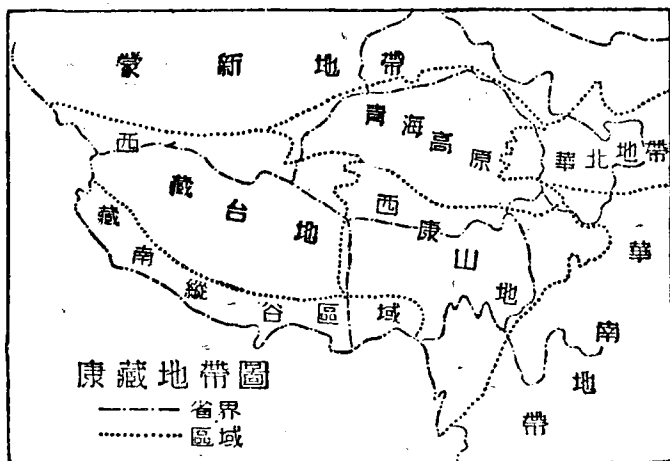 蒙新地帶
青海高原
華北地帶
西藏台地
西康山地
藏南縱谷區域
華南地帶
康藏地帶圖
省界
區域